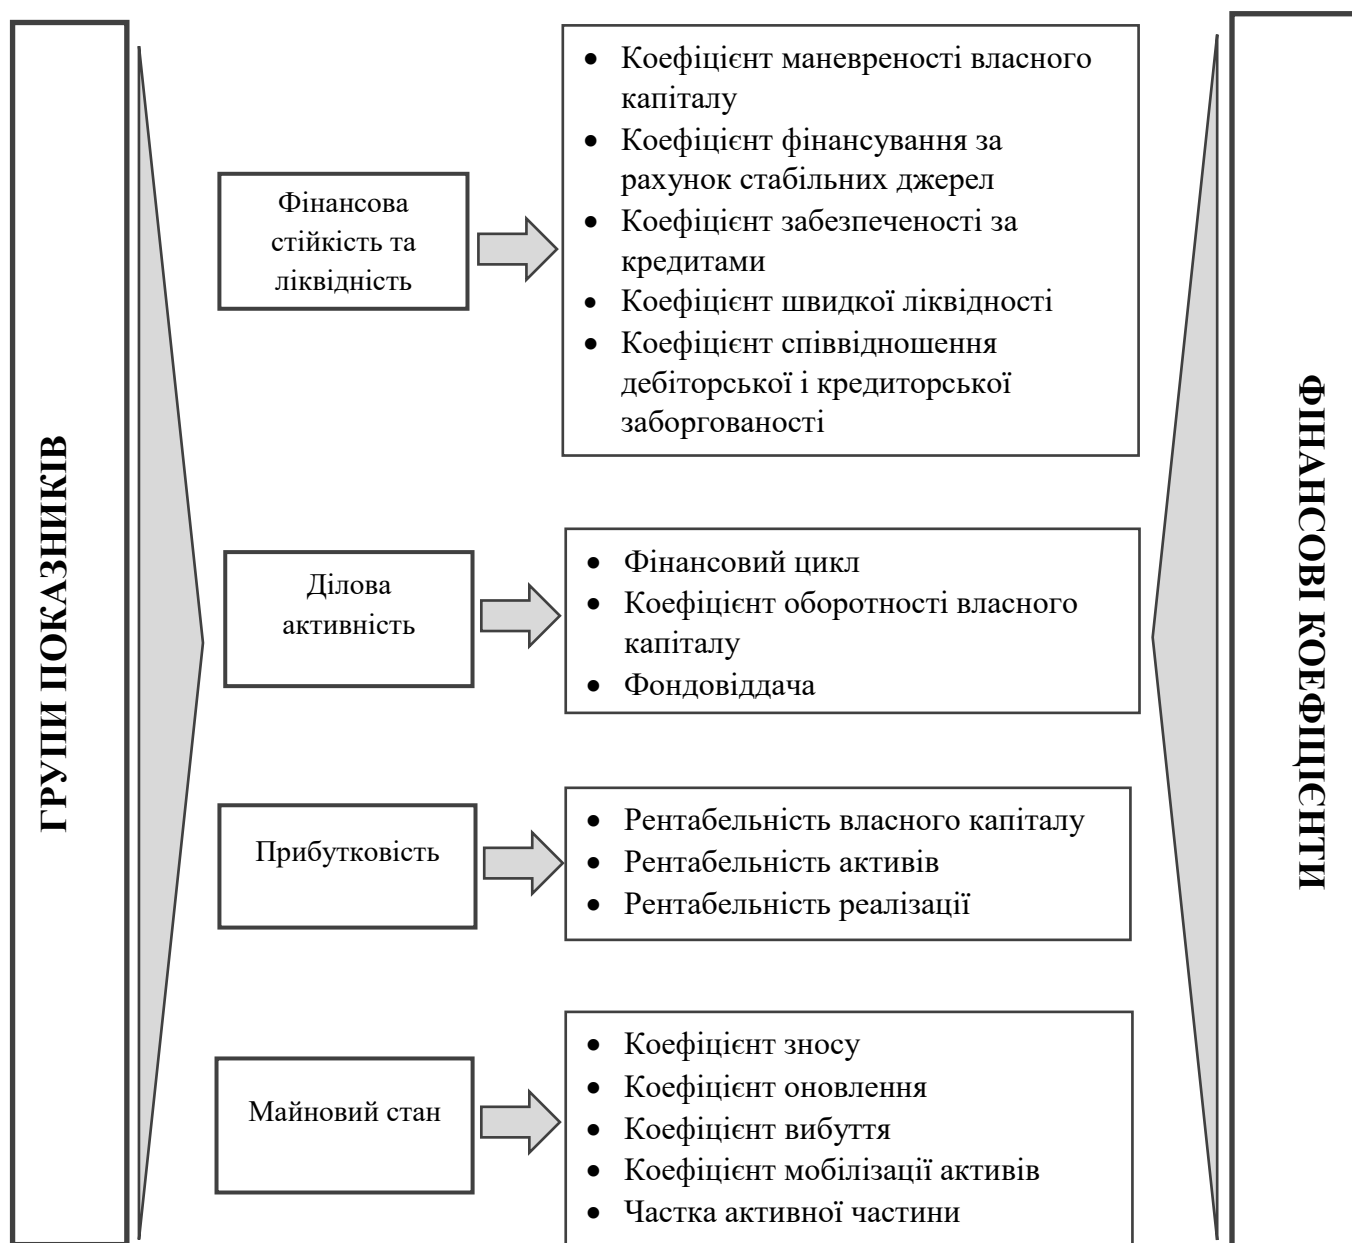 ГРУПИ ПОКАЗНИКІВ
Фінансова
стійкість та
ліквідність
• Коефіцієнт маневреності власного
капіталу
• Коефіцієнт фінансування за
рахунок стабільних джерел
• Коефіцієнт забезпеченості за
кредитами
• Коефіцієнт швидкої ліквідності
• Коефіцієнт співвідношення
дебіторської і кредиторської
заборгованості
Ділова
активність
• Фінансовий цикл
• Коефіцієнт оборотності власного
капіталу
• Фондовіддача
Прибутковість
• Рентабельність власного капіталу
• Рентабельність активів
• Рентабельність реалізації
Майновий стан
• Коефіцієнт зносу
• Коефіцієнт оновлення
• Коефіцієнт вибуття
• Коефіцієнт мобілізації активів
• Частка активної частини
ФІНАНСОВІ КОЕФІЦІЄНТИ